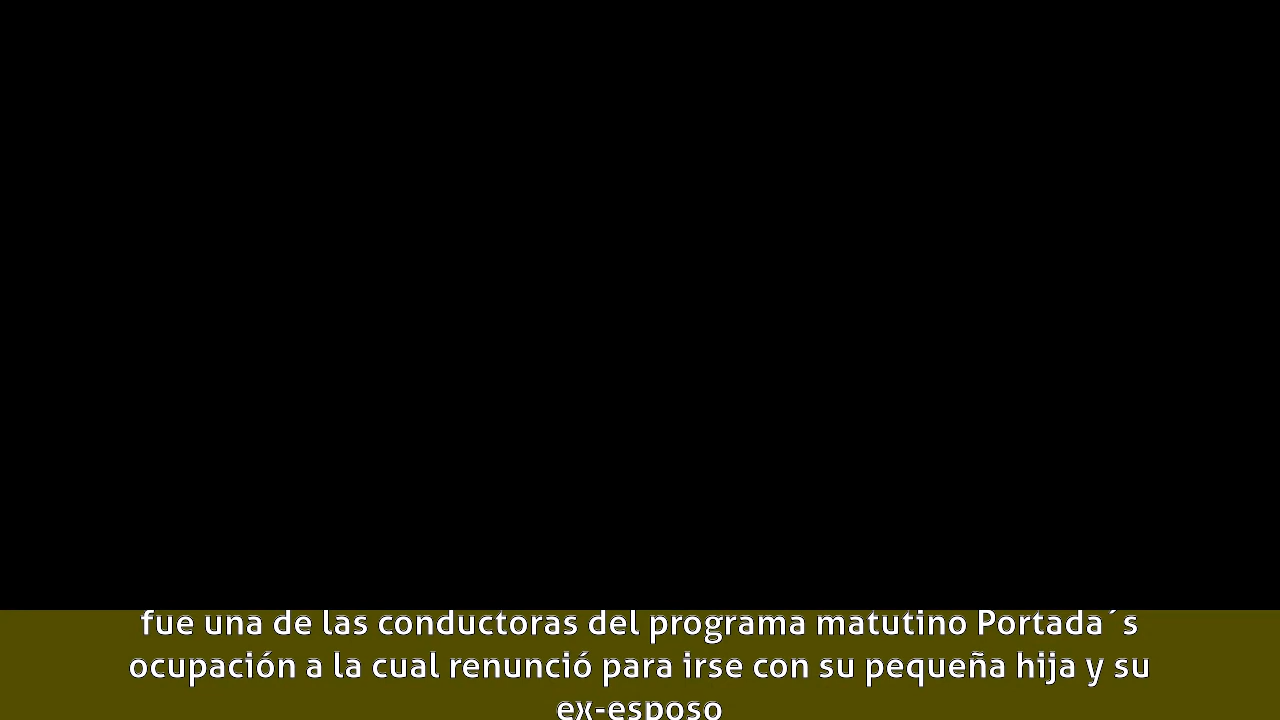 fue una de las conductoras del programa matutino Portada´s
ocupación a la cual renunció para irse con su pequeña hija y su
ex-esposo